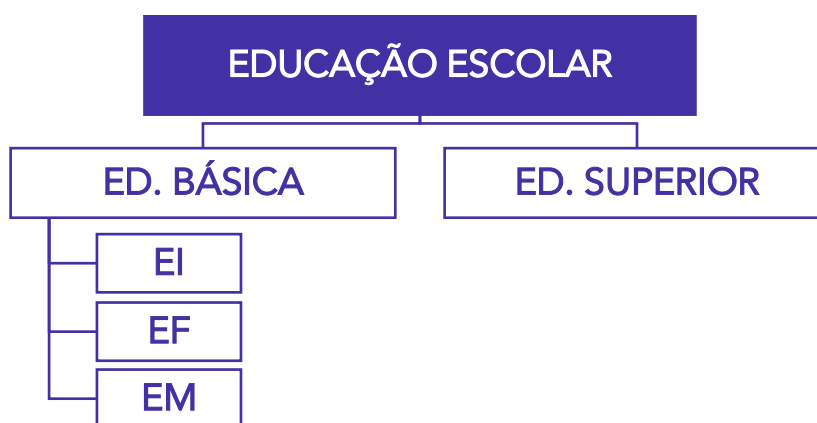 EDUCAÇÃO ESCOLAR
ED. BÁSICA
ED. SUPERIOR
EI
EF
EM